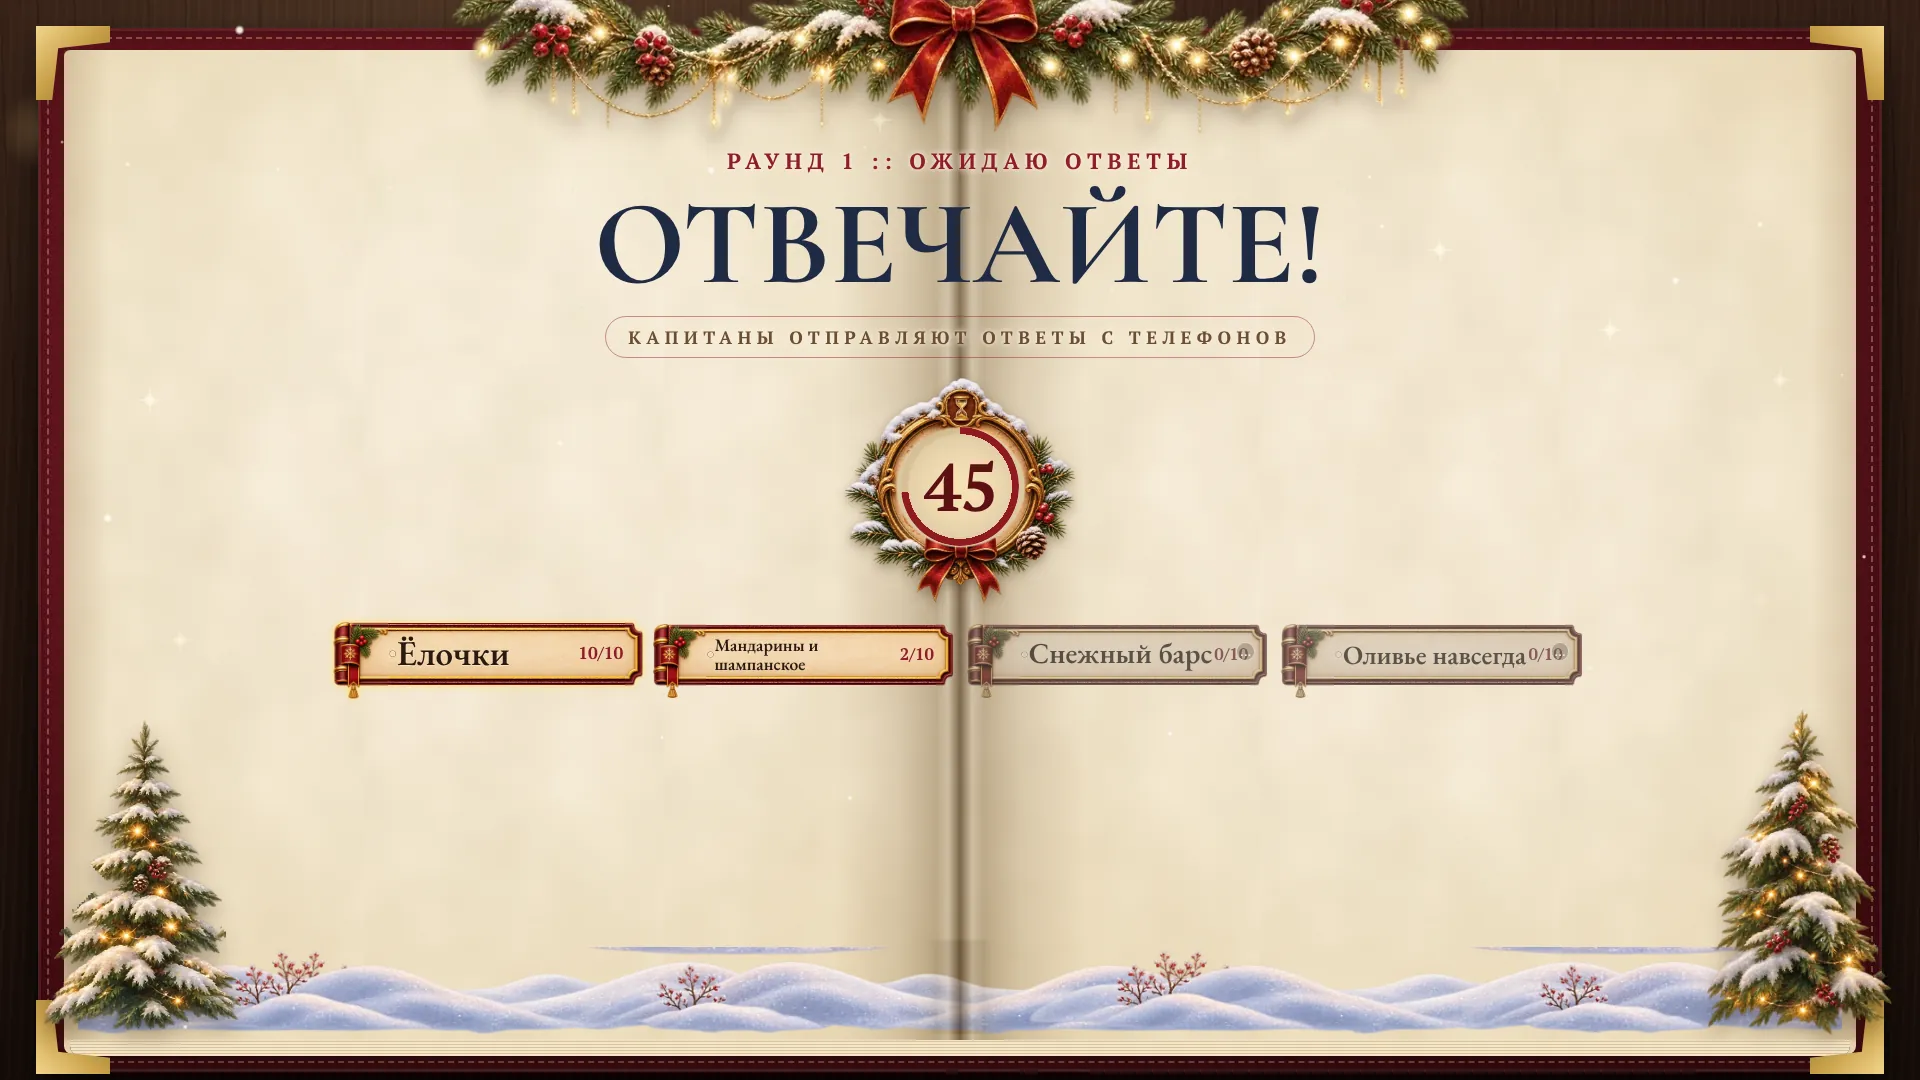 РАУНД 1 :: ОЖИДАЮ ОТВЕТЫ
ОТВЕЧАЙТЕ!
КАПИТАНЫ ОТПРАВЛЯЮТ ОТВЕТЫ С ТЕЛЕФОНОВ
45
Ёлочки 10/10
Мандарины и
шампанское 2/10
Снежный барс 0/10
Оливье навсегда 0/10